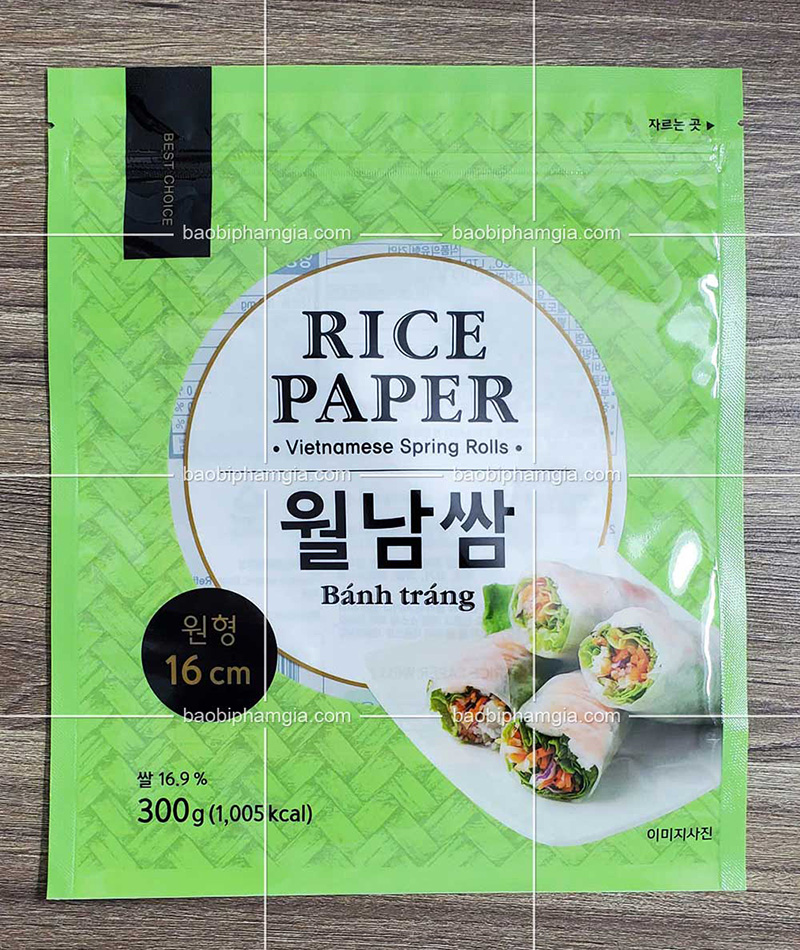 BEST CHOICE
자르는 곳 ▶
baobiphamgia.com baobiphamgia.com
RICE
PAPER
• Vietnamese Spring Rolls •
baobiphamgia.com baobiphamgia.com
월남쌈
Bánh tráng
원형
16 cm
baobiphamgia.com baobiphamgia.com
쌀 16.9 %
300g (1,005 kcal)
이미지사진